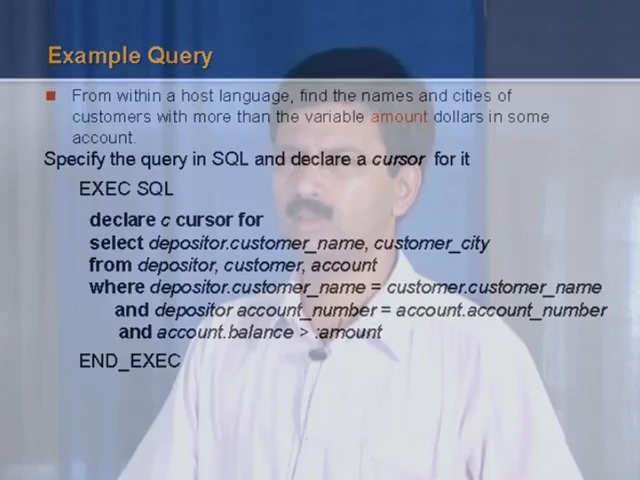 Example Query
From within a host language, find the names and cities of
customers with more than the variable amount dollars in some
account.
Specify the query in SQL and declare a cursor for it
EXEC SQL
declare c cursor for
select depositor.customer_name, customer_city
from depositor, customer, account
where depositor.customer_name = customer.customer_name
and depositor account_number = account.account_number
and account.balance > :amount
END_EXEC